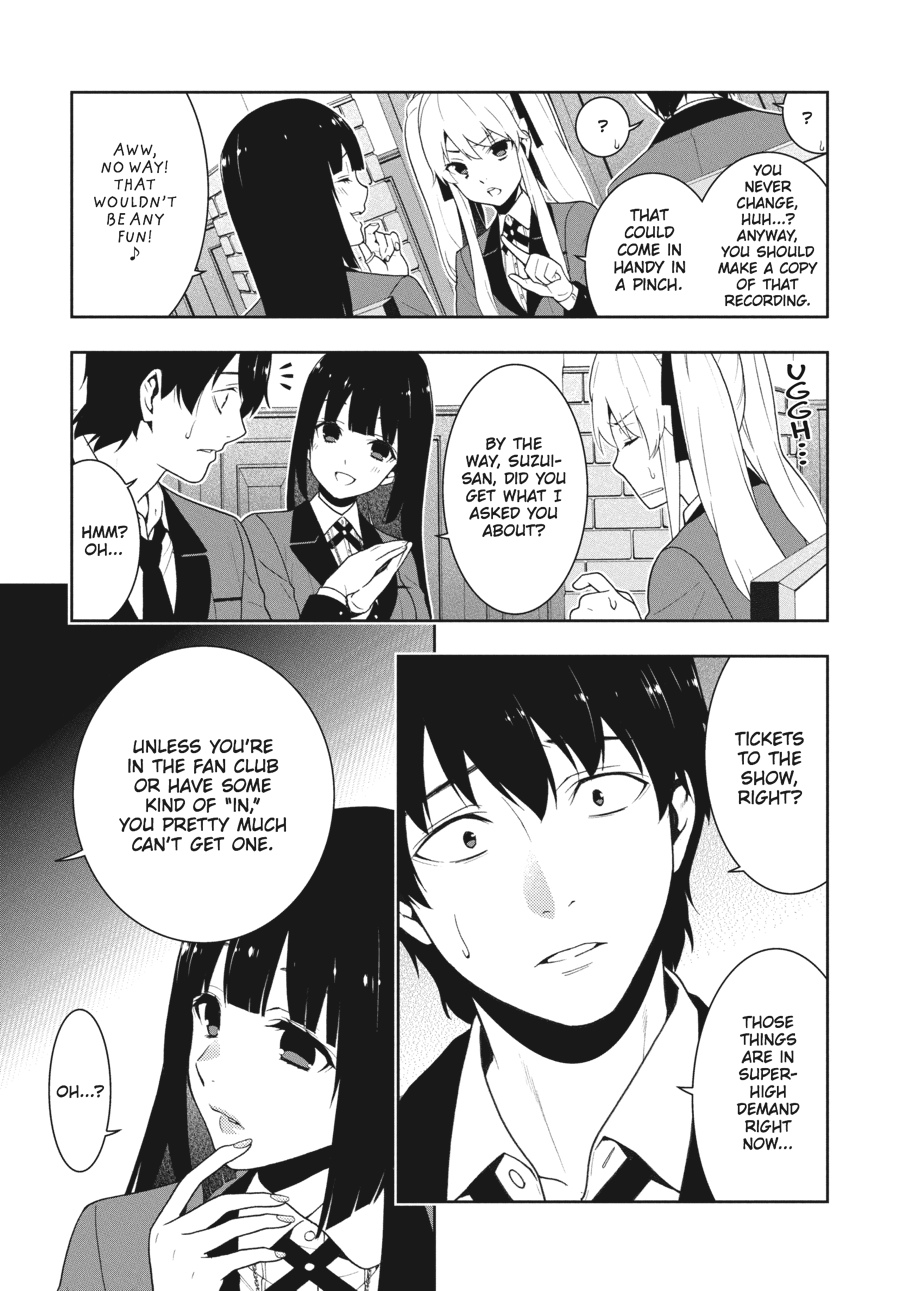 ?
?
YOU
NEVER
CHANGE,
HUH...?
ANYWAY,
YOU SHOULD
MAKE A COPY
OF THAT
RECORDING.
THAT
COULD
COME IN
HANDY IN
A PINCH.
AWW,
NO WAY!
THAT
WOULDN'T
BE ANY
FUN!
♪
UGGH...
BY THE
WAY, SUZUI-
SAN, DID YOU
GET WHAT I
ASKED YOU
ABOUT?
HMM?
OH...
TICKETS
TO THE
SHOW,
RIGHT?
THOSE
THINGS
ARE IN
SUPER-
HIGH
DEMAND
RIGHT
NOW...
UNLESS YOU'RE
IN THE FAN CLUB
OR HAVE SOME
KIND OF "IN,"
YOU PRETTY MUCH
CAN'T GET ONE.
OH...?